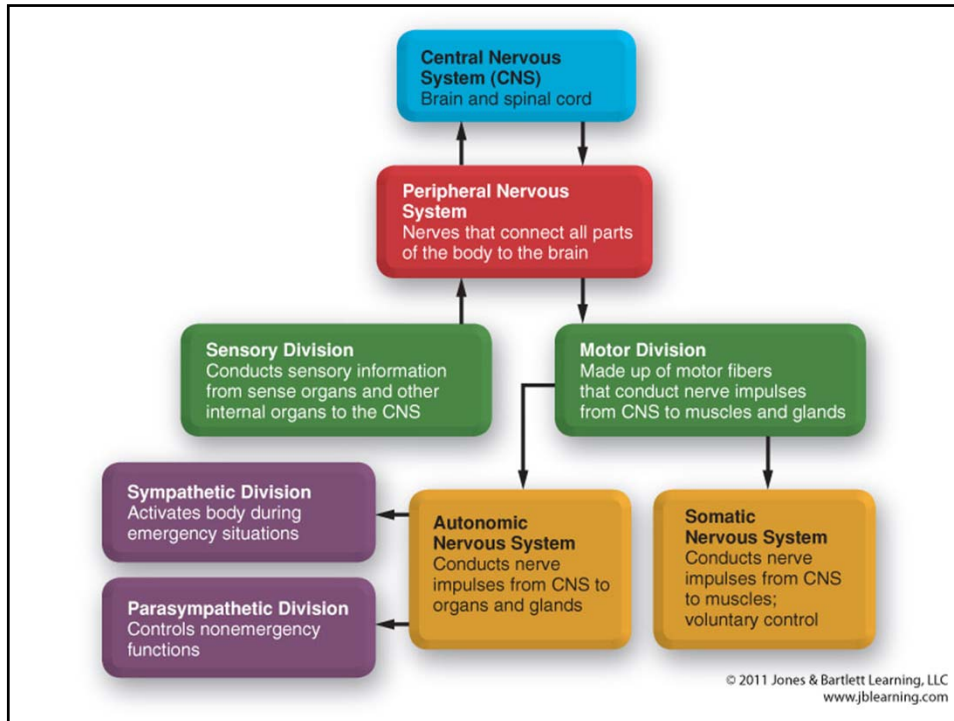 Central Nervous
System (CNS)
Brain and spinal cord
Peripheral Nervous
System
Nerves that connect all parts
of the body to the brain
Sensory Division
Conducts sensory information
from sense organs and other
internal organs to the CNS
Motor Division
Made up of motor fibers
that conduct nerve impulses
from CNS to muscles and glands
Sympathetic Division
Activates body during
emergency situations
Parasympathetic Division
Controls nonemergency
functions
Autonomic
Nervous System
Conducts nerve
impulses from CNS to
organs and glands
Somatic
Nervous System
Conducts nerve
impulses from CNS
to muscles;
voluntary control
© 2011 Jones & Bartlett Learning, LLC
www.jblearning.com